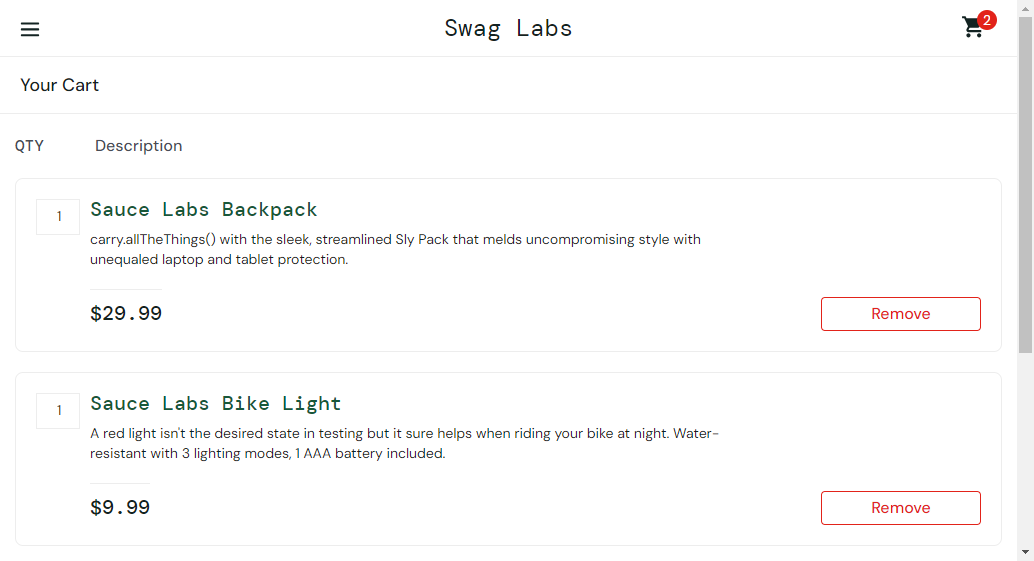 Swag Labs
2
Your Cart
QTY Description
1
Sauce Labs Backpack
carry.allTheThings() with the sleek, streamlined Sly Pack that melds uncompromising style with
unequaled laptop and tablet protection.
$29.99
Remove
1
Sauce Labs Bike Light
A red light isn't the desired state in testing but it sure helps when riding your bike at night. Water-
resistant with 3 lighting modes, 1 AAA battery included.
$9.99
Remove